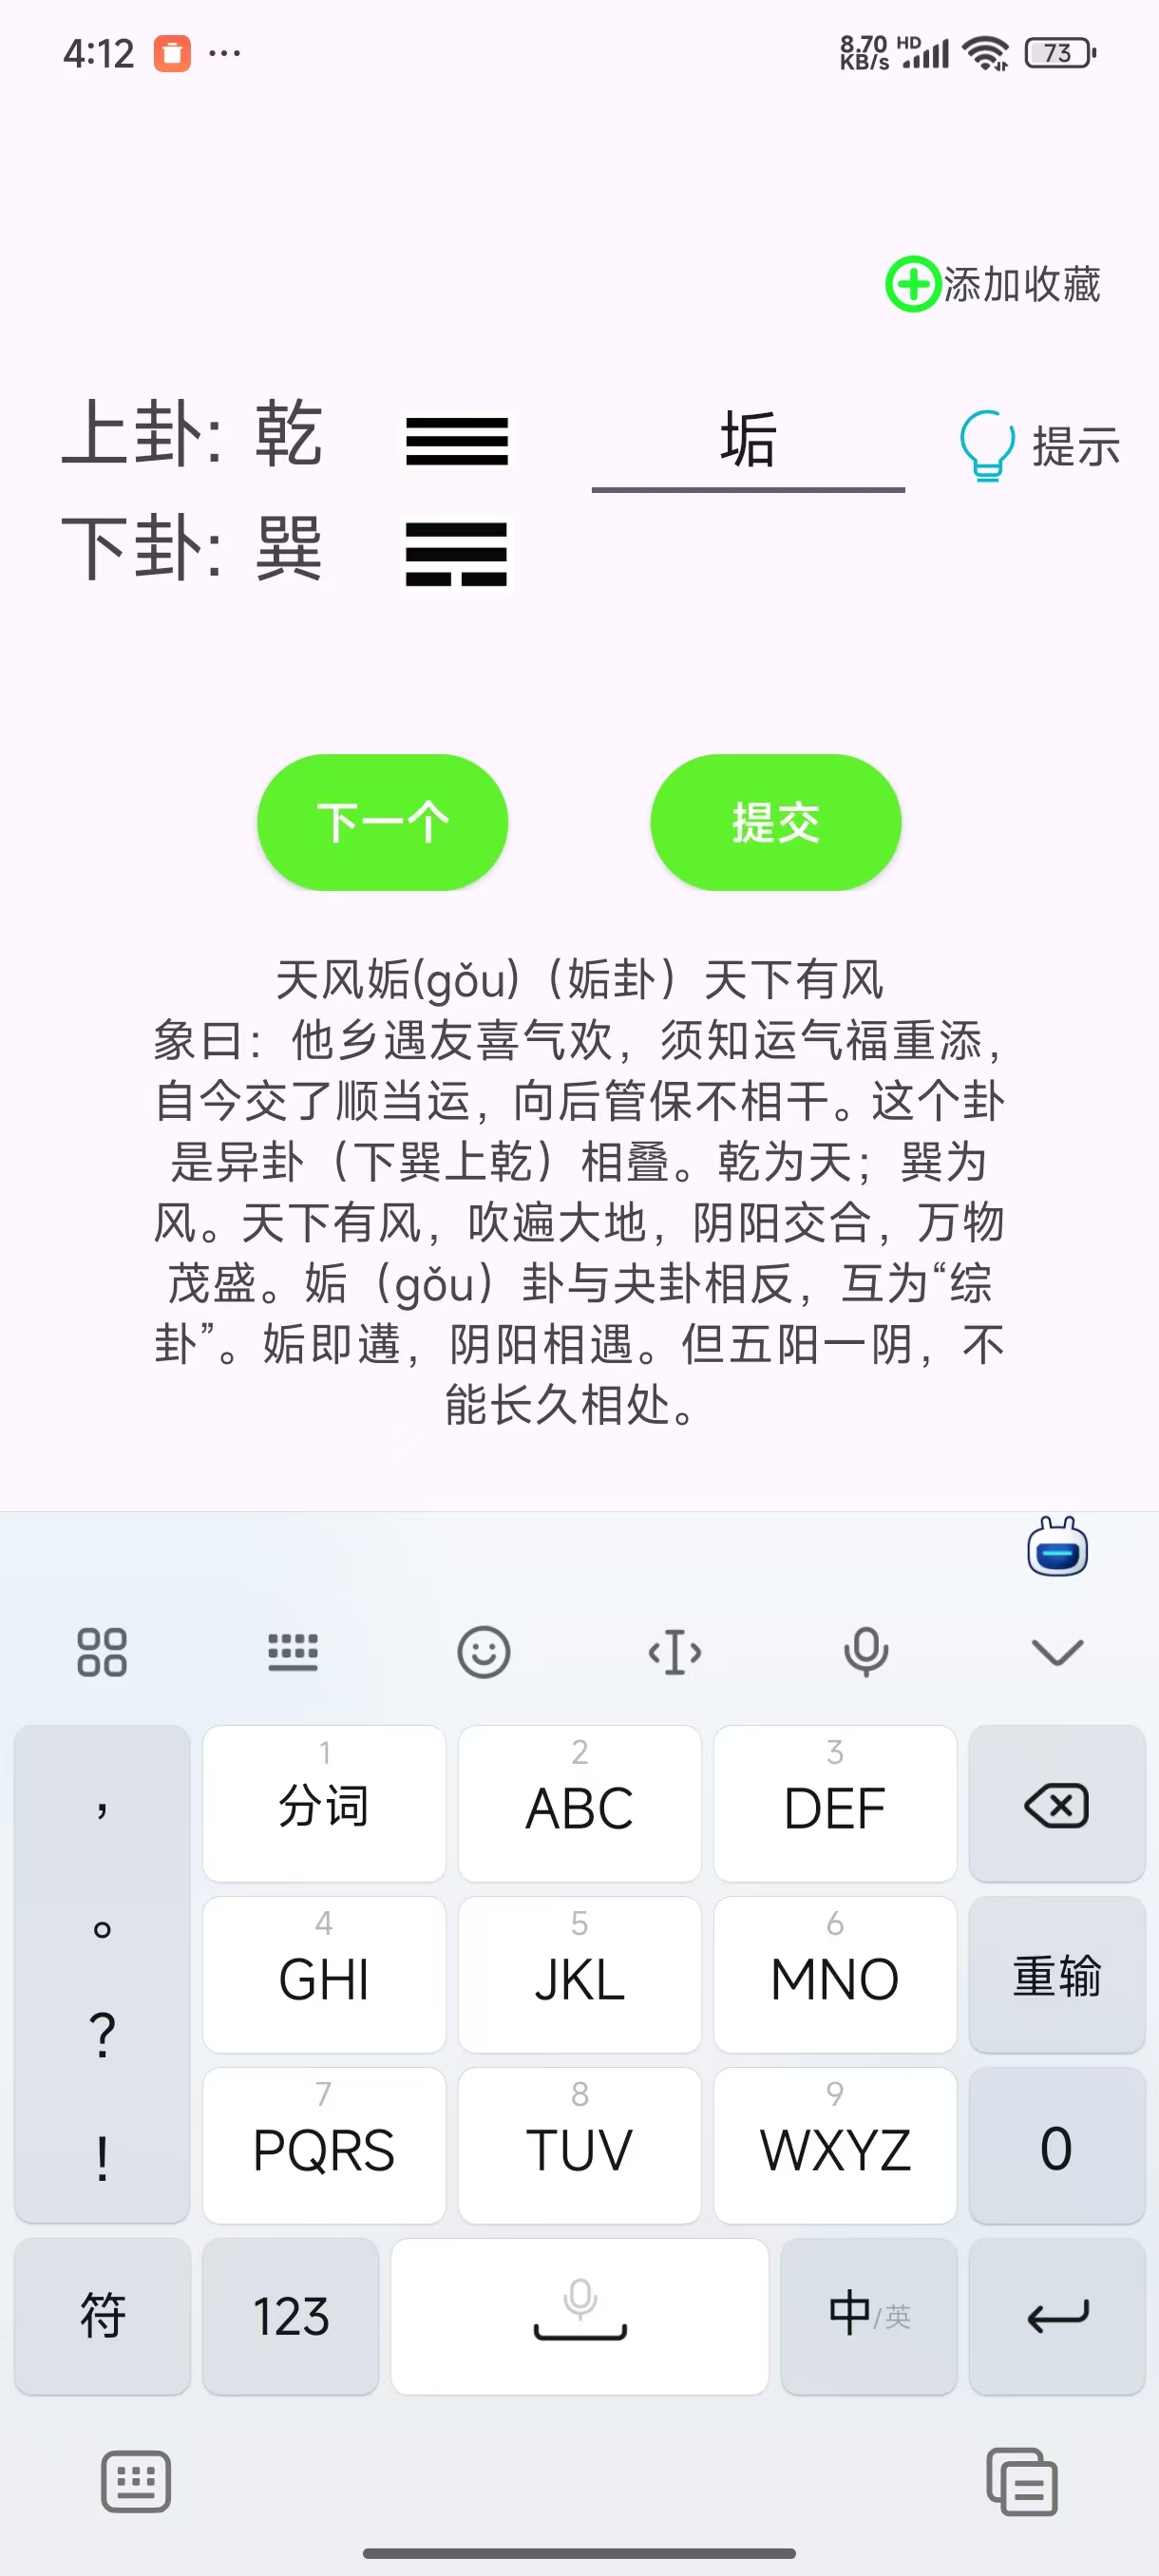 4:12 ...
8.70 KB/s HD 73
添加收藏
上卦: 乾 垢 提示
下卦: 巽
下一个 提交
天风姤(gǒu)（姤卦）天下有风
象曰：他乡遇友喜气欢，须知运气福重添，
自今交了顺当运，向后管保不相干。这个卦
是异卦（下巽上乾）相叠。乾为天；巽为
风。天下有风，吹遍大地，阴阳交合，万物
茂盛。姤（gǒu）卦与夬卦相反，互为“综
卦”。姤即遘，阴阳相遇。但五阳一阴，不
能长久相处。
， 1 分词 2 ABC 3 DEF
。 4 GHI 5 JKL 6 MNO 重输
？
7 PQRS 8 TUV 9 WXYZ 0
！
符 123 中/英